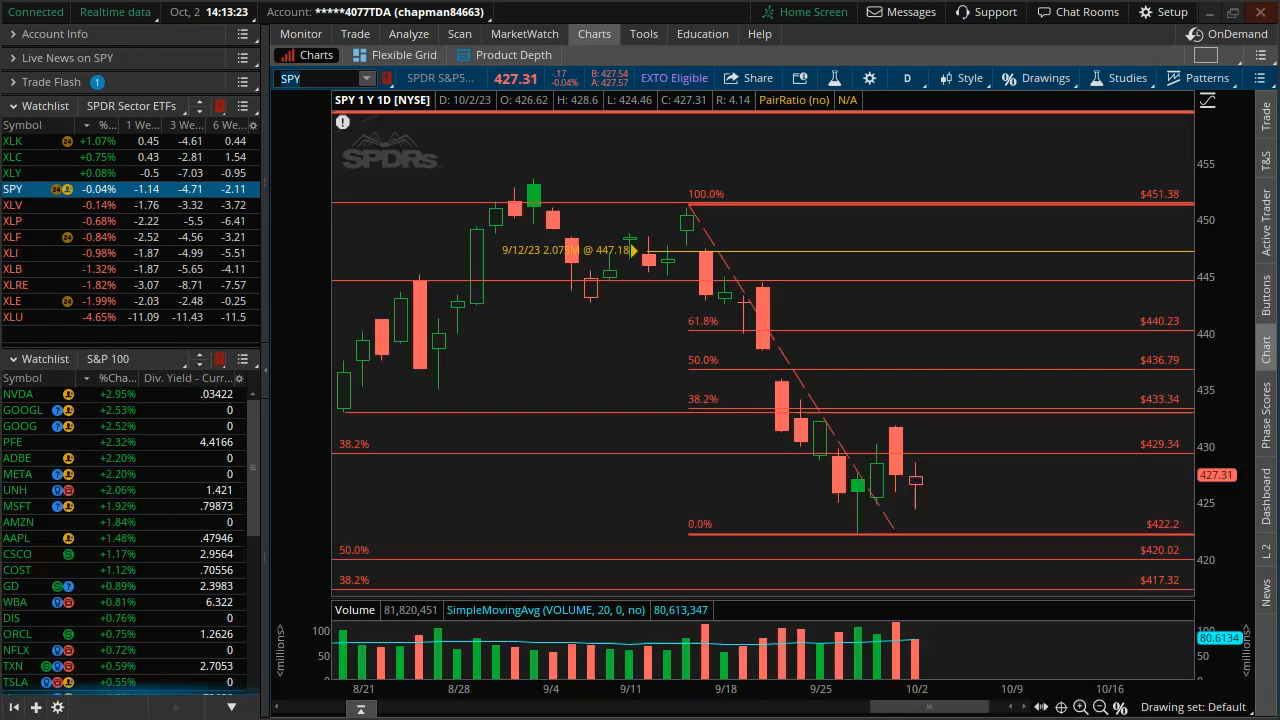 Connected Realtime data Oct, 2 14:13:23 Account: *****4077TDA (chapman84663) Home Screen Messages Support Chat Rooms Setup
Account Info Monitor Trade Analyze Scan MarketWatch Charts Tools Education Help OnDemand
Live News on SPY Charts Flexible Grid Product Depth
Trade Flash 1 SPY SPDR S&P5... 427.31 -.17 -0.04% B: 427.54 A: 427.57 EXTO Eligible Share D Style Drawings Studies Patterns
Watchlist SPDR Sector ETFs SPY 1 Y 1D [NYSE] D: 10/2/23 O: 426.62 H: 428.6 L: 424.46 C: 427.31 R: 4.14 PairRatio (no) N/A
Symbol %... 1 We... 3 We... 6 We...
XLK 24 +1.07% 0.45 -4.61 0.44
XLC +0.75% 0.43 -2.81 1.54
XLY +0.08% -0.5 -7.03 -0.95
SPY 24 -0.04% -1.14 -4.71 -2.11
XLV -0.14% -1.76 -3.32 -3.72
XLP -0.68% -2.22 -5.5 -6.41
XLF 24 -0.84% -2.52 -4.56 -3.21
XLI -0.98% -1.87 -4.99 -5.51
XLB -1.32% -1.87 -5.65 -4.11
XLRE -1.82% -3.07 -8.71 -7.57
XLE 24 -1.99% -2.03 -4.48 -0.25
XLU -4.65% -11.09 -11.43 -11.5
Watchlist S&P 100
Symbol %Cha... Div. Yield - Curr...
NVDA +2.95% .03422
GOOGL +2.53% 0
GOOG +2.52% 0
PFE +2.32% 4.4166
ADBE +2.20% 0
META +2.20% 0
UNH +2.06% 1.421
MSFT +1.92% .79873
AMZN +1.84% 0
AAPL +1.48% .47946
CSCO +1.17% 2.9564
COST +1.12% .70556
GD +0.89% 2.3983
WBA +0.81% 6.322
DIS +0.76% 0
ORCL +0.75% 1.2626
NFLX +0.72% 0
TXN +0.59% 2.7053
TSLA +0.55% 0
SPDRs
100.0% $451.38
9/12/23 2.075M @ 447.18
61.8% $440.23
50.0% $436.79
38.2% $433.34
38.2% $429.34
0.0% $422.2
50.0% $420.02
38.2% $417.32
455
450
445
440
435
430
427.31
425
420
Volume 81,820,451 SimpleMovingAvg (VOLUME, 20, 0, no) 80,613,347
<millions> 100 50 0
100 80.6134 50 0 <millions>
8/21 8/28 9/4 9/11 9/18 9/25 10/2 10/9 10/16
Drawing set: Default
Trade
T&S
Active Trader
Buttons
Chart
Phase Scores
Dashboard
L 2
News